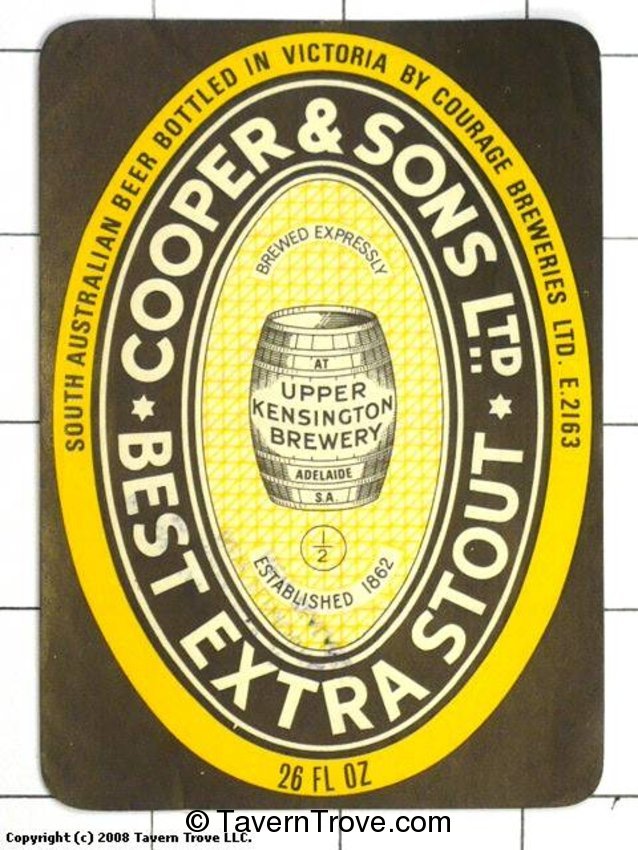 SOUTH AUSTRALIAN BEER BOTTLED IN VICTORIA BY COURAGE BREWERIES LTD. E.2163
COOPER & SONS LTD.
BREWED EXPRESSLY
AT
UPPER
KENSINGTON
BREWERY
ADELAIDE
S.A.
1/2
ESTABLISHED 1862
BEST EXTRA STOUT
26 FL OZ
© TavernTrove.com
Copyright (c) 2008 Tavern Trove LLC.